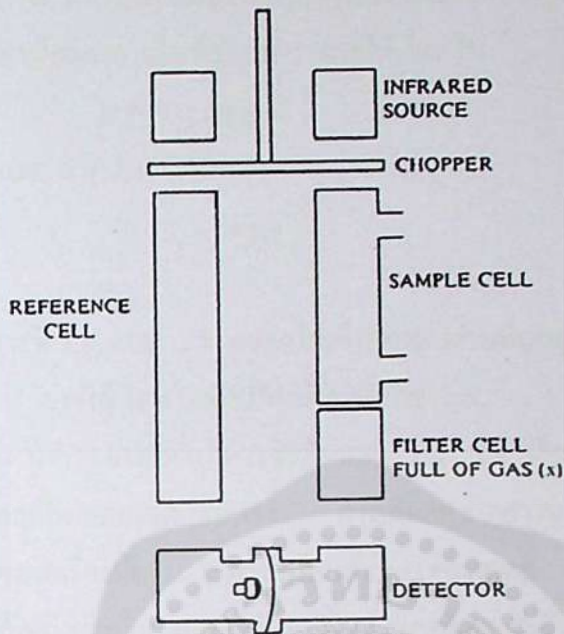 INFRARED
SOURCE
CHOPPER
REFERENCE
CELL
SAMPLE CELL
FILTER CELL
FULL OF GAS (x)
DETECTOR